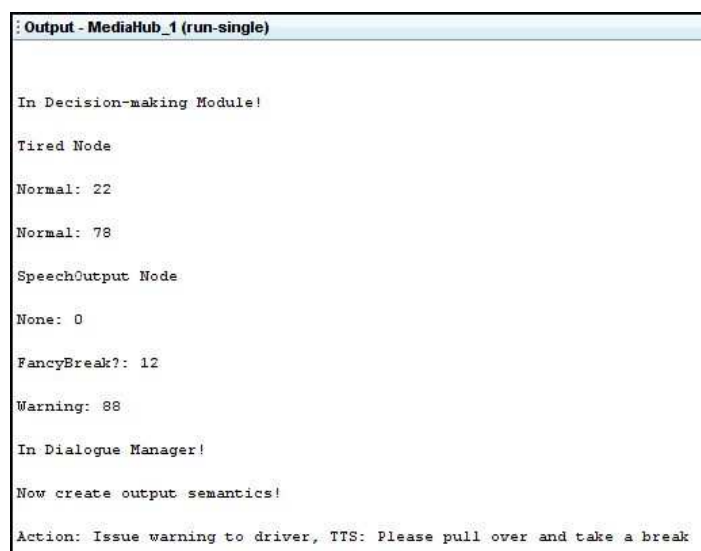 Output - MediaHub_1 (run-single)
In Decision-making Module!
Tired Node
Normal: 22
Normal: 78
SpeechOutput Node
None: 0
FancyBreak?: 12
Warning: 88
In Dialogue Manager!
Now create output semantics!
Action: Issue warning to driver, TTS: Please pull over and take a break